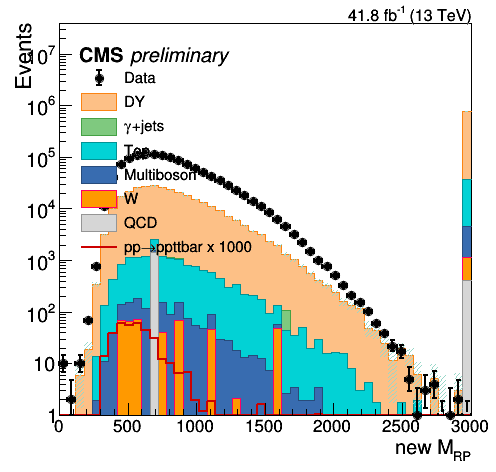 41.8 fb⁻¹ (13 TeV)
Events
CMS preliminary
Data
DY
γ+jets
Top
Multiboson
W
QCD
pp→ppttbar x 1000
10⁷
10⁶
10⁵
10⁴
10³
10²
10
1
0 500 1000 1500 2000 2500 3000
new M_RP